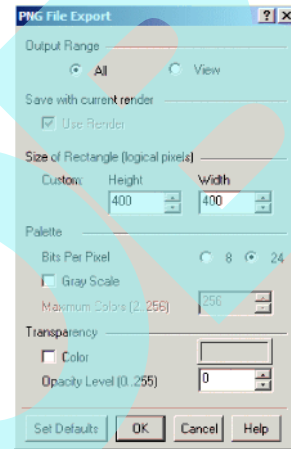 PNG File Export
Output Range
All View
Save with current render
Use Render
Size of Rectangle (logical pixels)
Custom: Height Width
400 400
Palette
Bits Per Pixel 8 24
Gray Scale
Maximum Colors (2..256) 256
Transparency
Color
Opacity Level (0..255) 0
Set Defaults OK Cancel Help